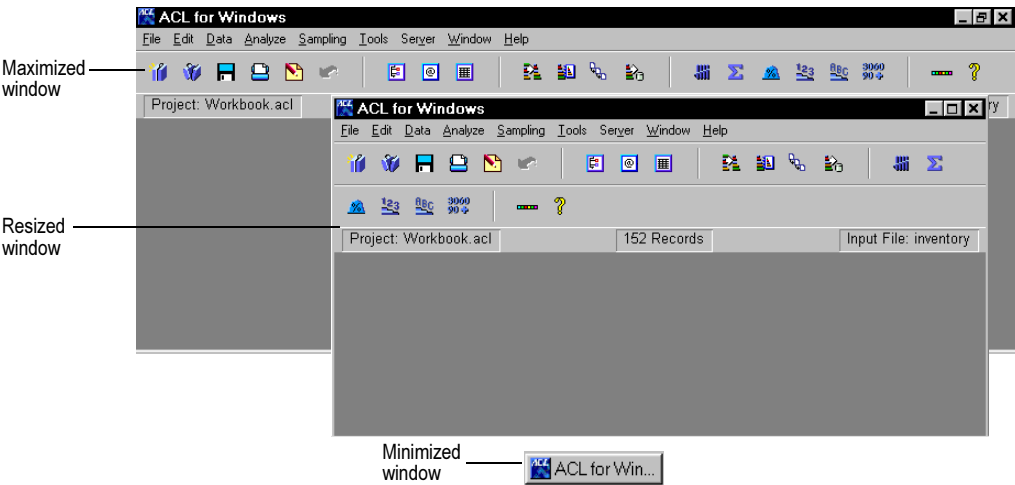 ACL for Windows
File Edit Data Analyze Sampling Tools Server Window Help
Maximized
window
Project: Workbook.acl
ry
ACL for Windows
File Edit Data Analyze Sampling Tools Server Window Help
Resized
window
Project: Workbook.acl 152 Records Input File: inventory
Minimized
window
ACL for Win...